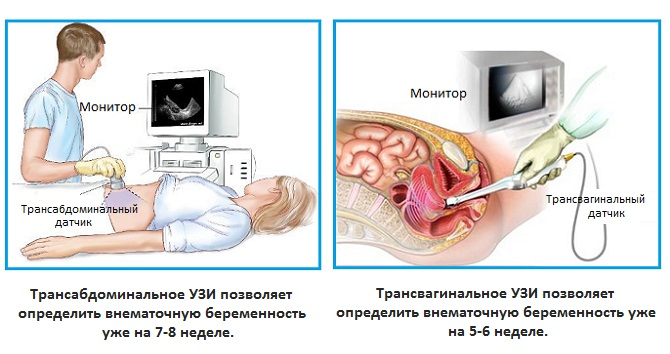 Монитор
Трансабдоминальный
датчик
Трансабдоминальное УЗИ позволяет
определить внематочную беременность
уже на 7-8 неделе.
Монитор
Трансвагинальный
датчик
Трансвагинальное УЗИ позволяет
определить внематочную беременность уже
на 5-6 неделе.